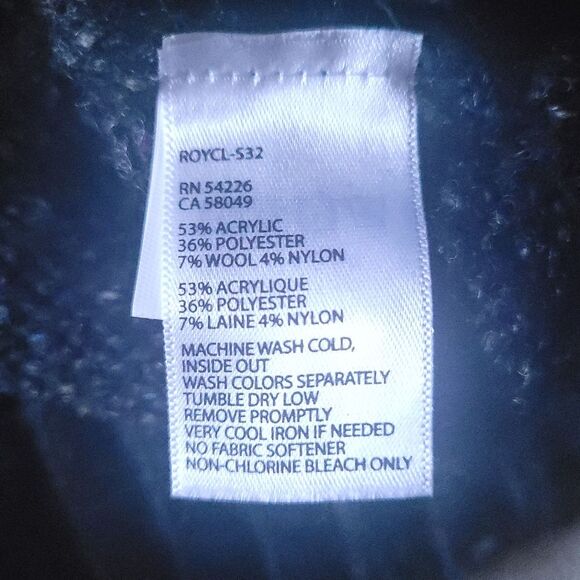 ROYCL-S32
RN 54226
CA 58049
53% ACRYLIC
36% POLYESTER
7% WOOL 4% NYLON
53% ACRYLIQUE
36% POLYESTER
7% LAINE 4% NYLON
MACHINE WASH COLD,
INSIDE OUT
WASH COLORS SEPARATELY
TUMBLE DRY LOW
REMOVE PROMPTLY
VERY COOL IRON IF NEEDED
NO FABRIC SOFTENER
NON-CHLORINE BLEACH ONLY